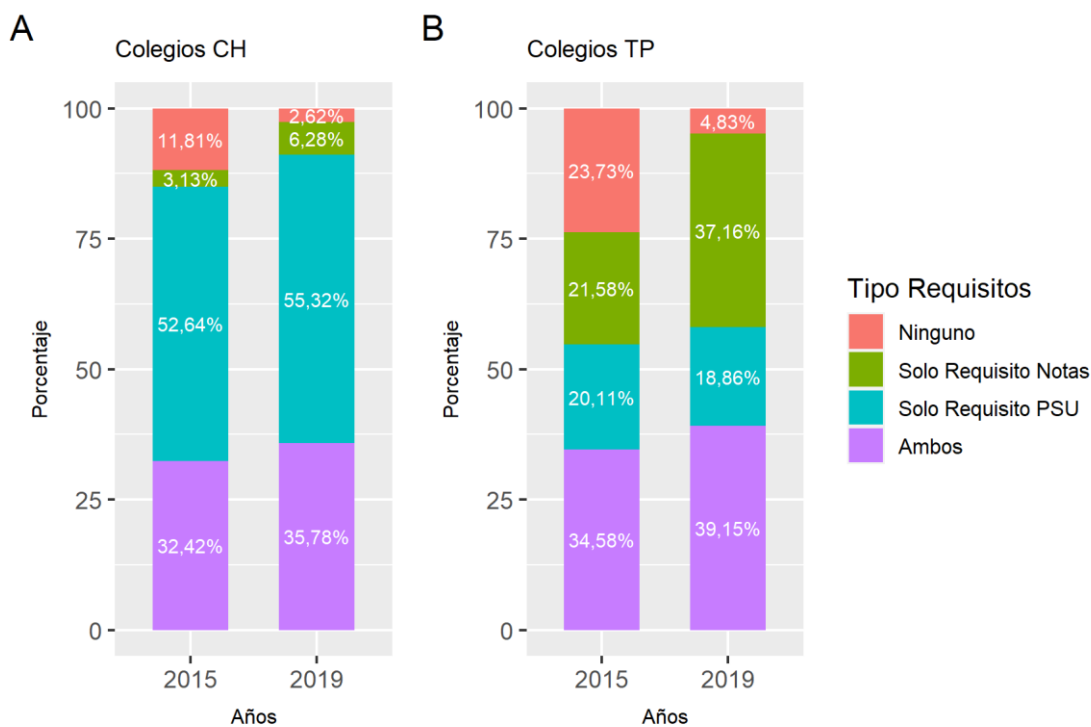 A
Colegios CH
Porcentaje
100
75
50
25
0
11,81%
3,13%
52,64%
32,42%
2,62%
6,28%
55,32%
35,78%
2015
2019
Años
B
Colegios TP
Porcentaje
100
75
50
25
0
23,73%
21,58%
20,11%
34,58%
4,83%
37,16%
18,86%
39,15%
2015
2019
Años
Tipo Requisitos
Ninguno
Solo Requisito Notas
Solo Requisito PSU
Ambos